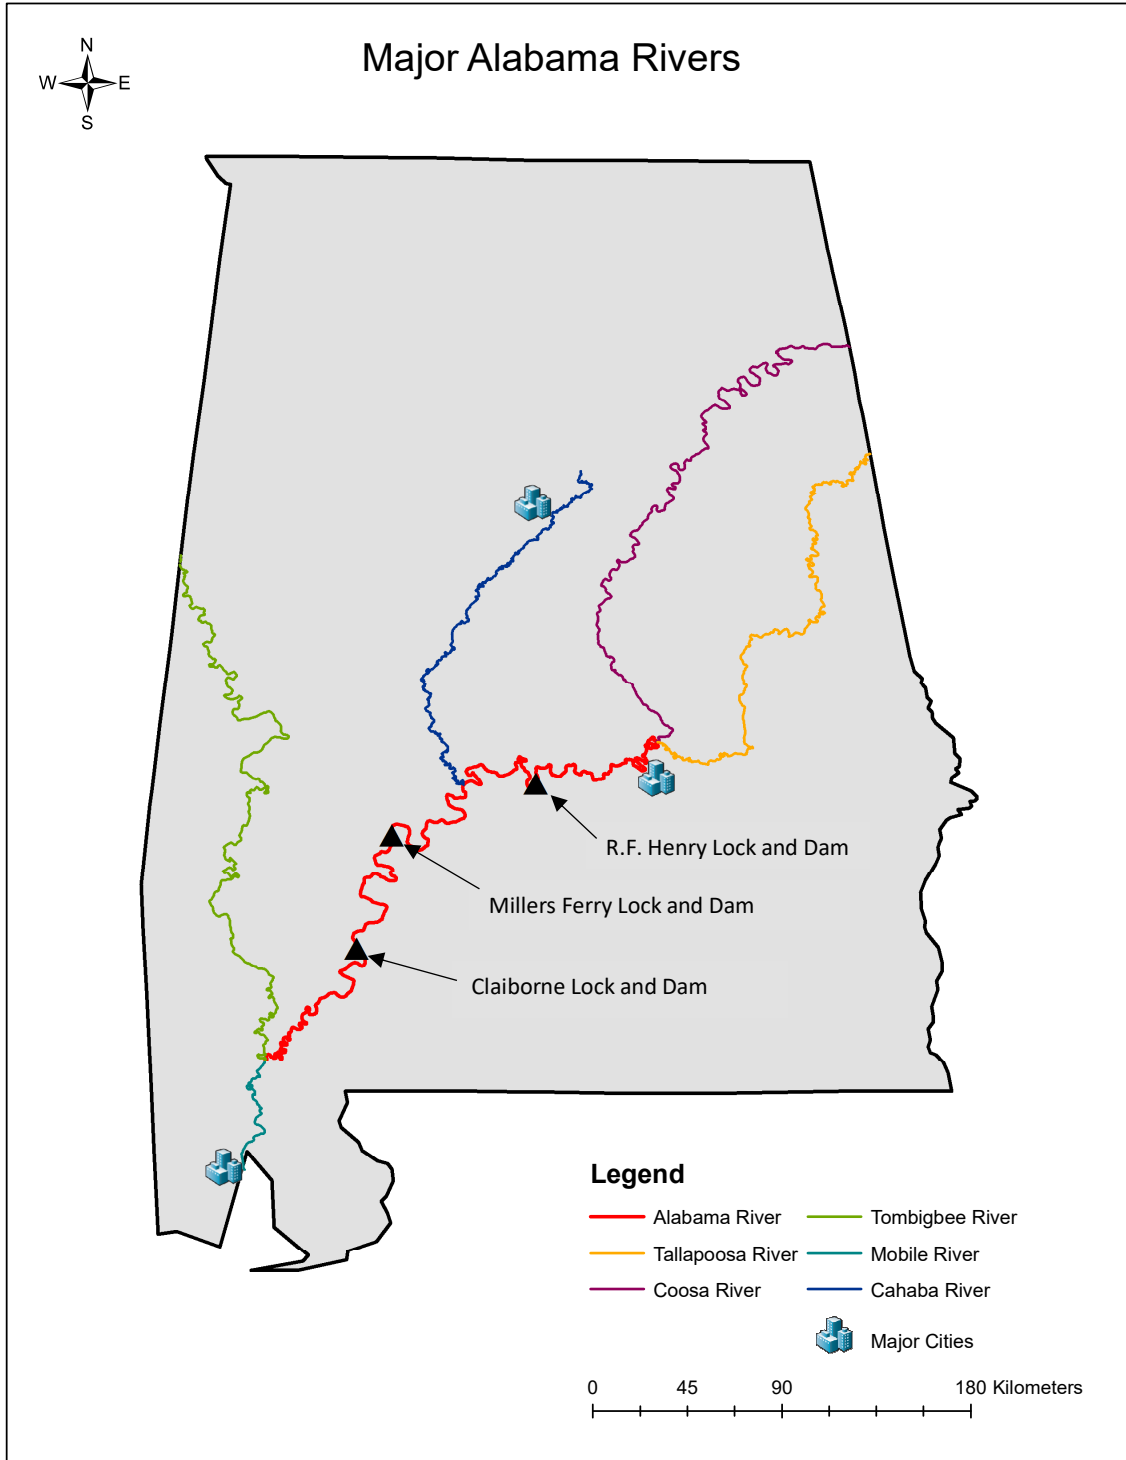 Major Alabama Rivers
N
W E
S
R.F. Henry Lock and Dam
Millers Ferry Lock and Dam
Claiborne Lock and Dam
Legend
Alabama River Tombigbee River
Tallapoosa River Mobile River
Coosa River Cahaba River
Major Cities
0 45 90 180 Kilometers